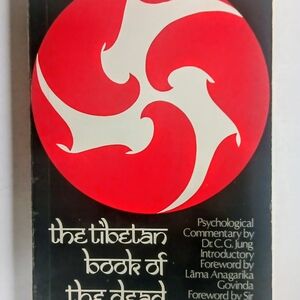 the tibetan
book of
the dead
Psychological
Commentary by
Dr. C. G. Jung
Introductory
Foreword by
Lāma Anagarika
Govinda
Foreword by Sir